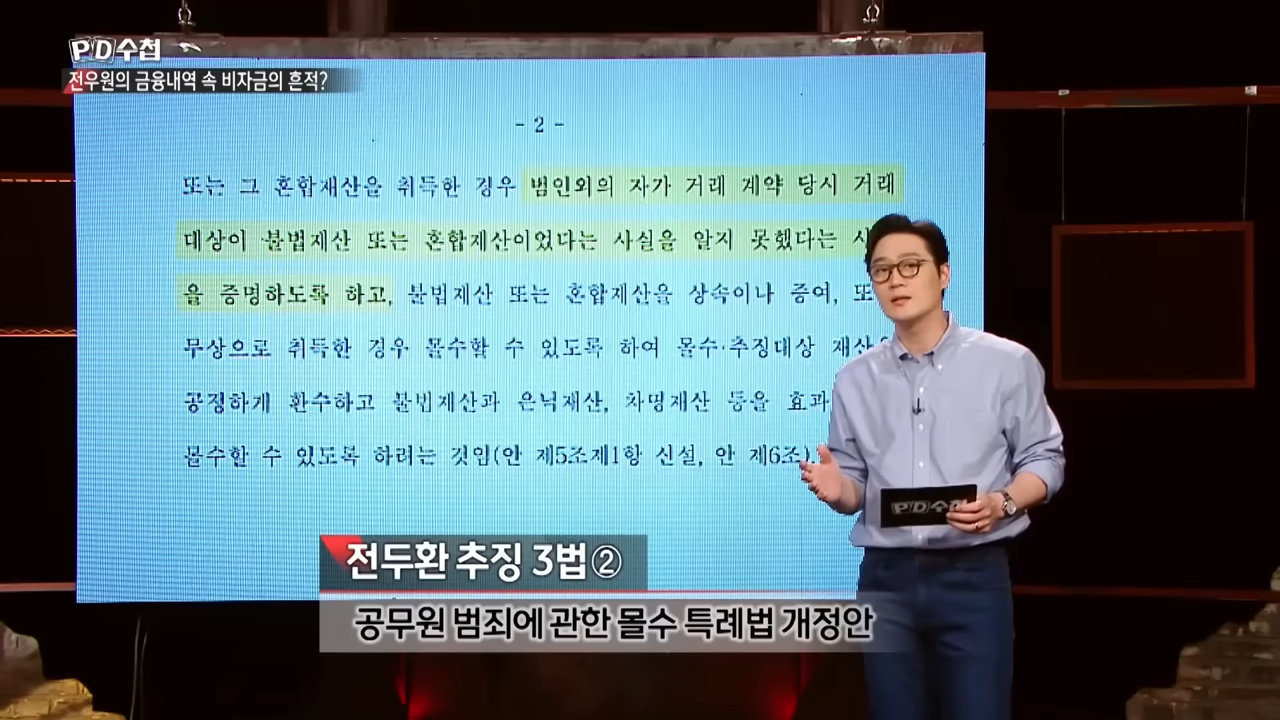 PD수첩
전우원의 금융내역 속 비자금의 흔적?
- 2 -
또는 그 혼합재산을 취득한 경우 범인외의 자가 거래 계약 당시 거래
대상이 불법재산 또는 혼합재산이었다는 사실을 알지 못했다는 사
을 증명하도록 하고, 불법재산 또는 혼합재산을 상속이나 증여, 또
무상으로 취득한 경우 몰수할 수 있도록 하여 몰수·추징대상 재산
공정하게 환수하고 불법재산과 은닉재산, 차명재산 등을 효과
몰수할 수 있도록 하려는 것임(안 제5조제1항 신설, 안 제6조).
PD수첩
전두환 추징 3법②
공무원 범죄에 관한 몰수 특례법 개정안